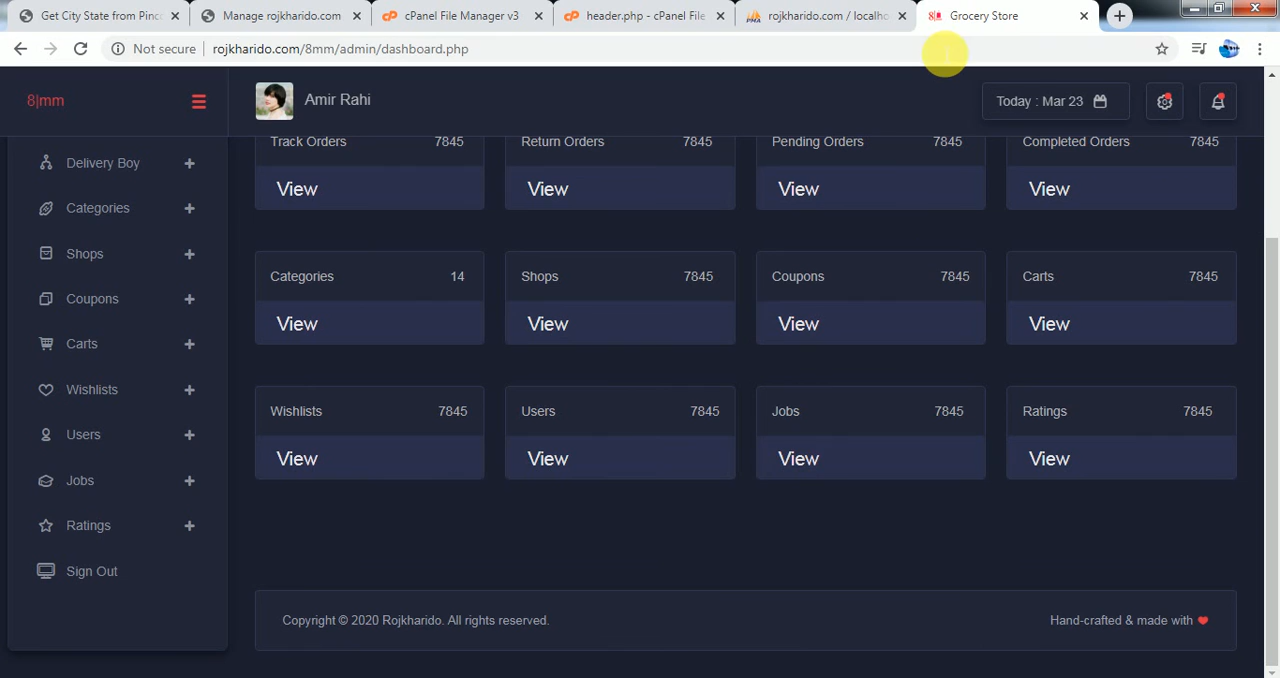 Get City State from Pinc
Manage rojkharido.com
cPanel File Manager v3
header.php - cPanel File
rojkharido.com / localho
Grocery Store
Not secure
rojkharido.com/8mm/admin/dashboard.php
8|mm
Amir Rahi
Today : Mar 23
Delivery Boy
Categories
Shops
Coupons
Carts
Wishlists
Users
Jobs
Ratings
Sign Out
Track Orders 7845
View
Return Orders 7845
View
Pending Orders 7845
View
Completed Orders 7845
View
Categories 14
View
Shops 7845
View
Coupons 7845
View
Carts 7845
View
Wishlists 7845
View
Users 7845
View
Jobs 7845
View
Ratings 7845
View
Copyright © 2020 Rojkharido. All rights reserved.
Hand-crafted & made with